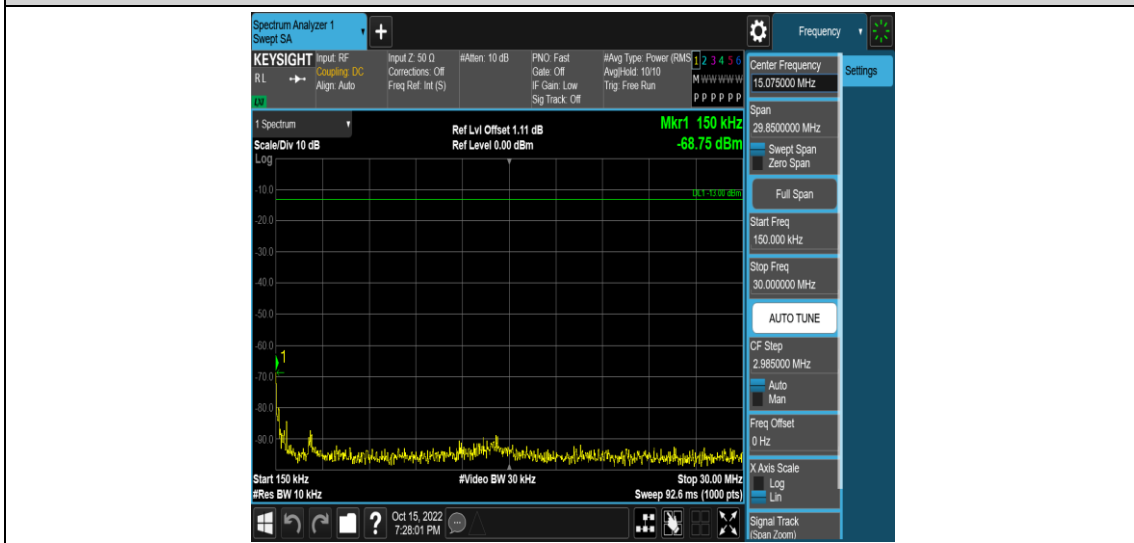 Spectrum Analyzer 1
Swept SA
+
Frequency
KEYSIGHT
RL
LXI
Input: RF
Coupling: DC
Align: Auto
Input Z: 50 Ω
Corrections: Off
Freq Ref: Int (S)
#Atten: 10 dB
PNO: Fast
Gate: Off
IF Gain: Low
Sig Track: Off
#Avg Type: Power (RMS
Avg|Hold: 10/10
Trig: Free Run
1 2 3 4 5 6
M W W W W W
P P P P P P
1 Spectrum
Scale/Div 10 dB
Log
Ref Lvl Offset 1.11 dB
Ref Level 0.00 dBm
Mkr1 150 kHz
-68.75 dBm
DL1 -13.00 dBm
-10.0
-20.0
-30.0
-40.0
-50.0
-60.0
1
-70.0
-80.0
-90.0
Start 150 kHz
#Res BW 10 kHz
#Video BW 30 kHz
Stop 30.00 MHz
Sweep 92.6 ms (1000 pts)
Center Frequency
15.075000 MHz
Settings
Span
29.8500000 MHz
Swept Span
Zero Span
Full Span
Start Freq
150.000 kHz
Stop Freq
30.000000 MHz
AUTO TUNE
CF Step
2.985000 MHz
Auto
Man
Freq Offset
0 Hz
X Axis Scale
Log
Lin
Signal Track
(Span Zoom)
?
Oct 15, 2022
7:28:01 PM